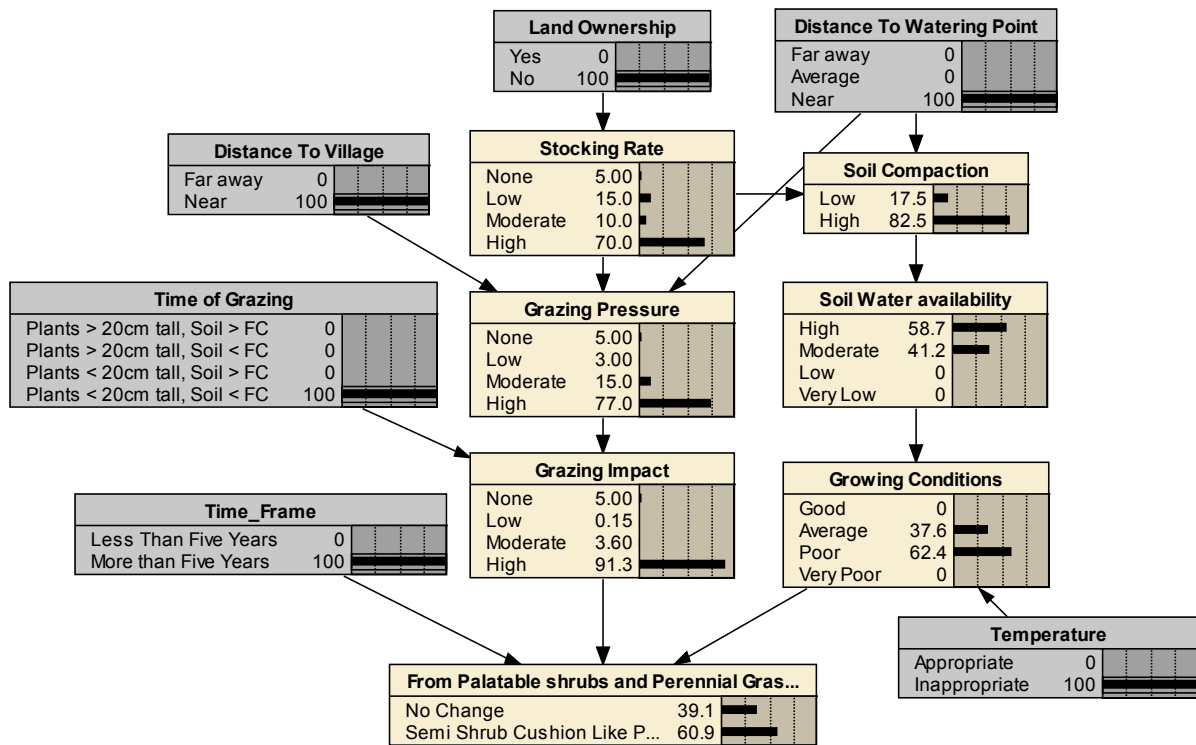 Land Ownership
Yes 0
No 100
Distance To Watering Point
Far away 0
Average 0
Near 100
Distance To Village
Far away 0
Near 100
Stocking Rate
None 5.00
Low 15.0
Moderate 10.0
High 70.0
Soil Compaction
Low 17.5
High 82.5
Time of Grazing
Plants > 20cm tall, Soil > FC 0
Plants > 20cm tall, Soil < FC 0
Plants < 20cm tall, Soil > FC 0
Plants < 20cm tall, Soil < FC 100
Grazing Pressure
None 5.00
Low 3.00
Moderate 15.0
High 77.0
Soil Water availability
High 58.7
Moderate 41.2
Low 0
Very Low 0
Time_Frame
Less Than Five Years 0
More than Five Years 100
Grazing Impact
None 5.00
Low 0.15
Moderate 3.60
High 91.3
Growing Conditions
Good 0
Average 37.6
Poor 62.4
Very Poor 0
Temperature
Appropriate 0
Inappropriate 100
From Palatable shrubs and Perennial Gras...
No Change 39.1
Semi Shrub Cushion Like P... 60.9